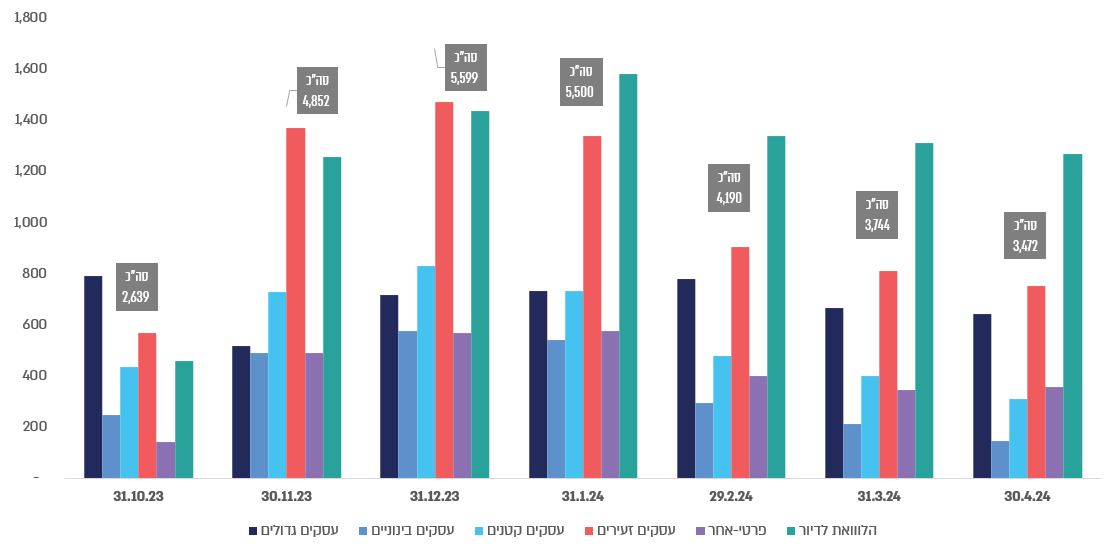 1,800
1,600
1,400
1,200
1,000
800
600
400
200
-
סה"כ
2,639
סה"כ
4,852
סה"כ
5,599
סה"כ
5,500
סה"כ
4,190
סה"כ
3,744
סה"כ
3,472
31.10.23
30.11.23
31.12.23
31.1.24
29.2.24
31.3.24
30.4.24
עסקים גדולים
עסקים בינוניים
עסקים קטנים
עסקים זעירים
פרטי-אחר
הלוואת לדיור